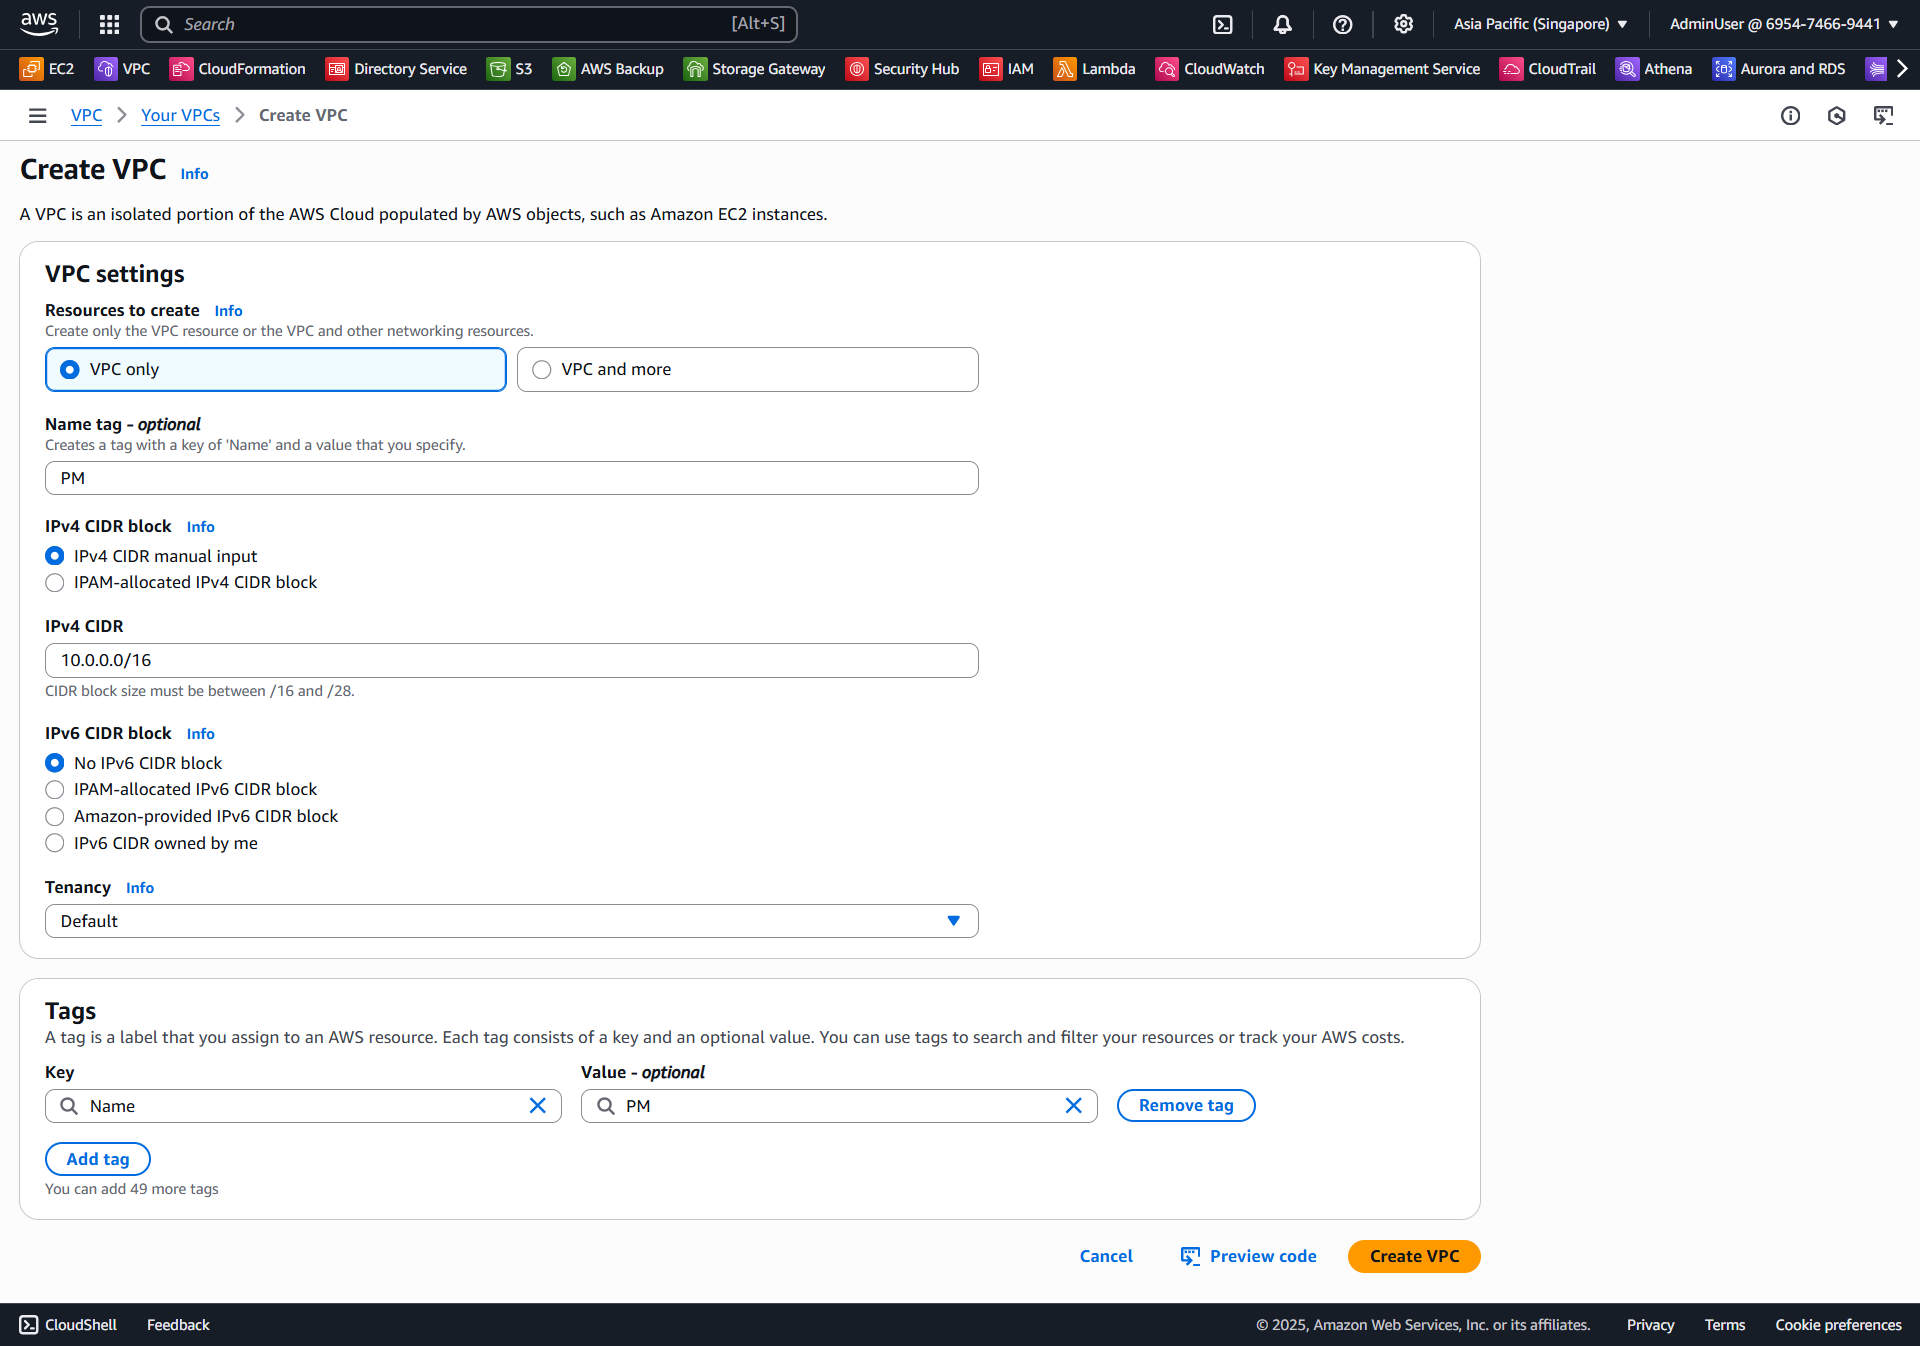 aws Search [Alt+S] Asia Pacific (Singapore) AdminUser @ 6954-7466-9441
EC2 VPC CloudFormation Directory Service S3 AWS Backup Storage Gateway Security Hub IAM Lambda CloudWatch Key Management Service CloudTrail Athena Aurora and RDS
VPC Your VPCs Create VPC
Create VPC Info
A VPC is an isolated portion of the AWS Cloud populated by AWS objects, such as Amazon EC2 instances.
VPC settings
Resources to create Info
Create only the VPC resource or the VPC and other networking resources.
VPC only VPC and more
Name tag - optional
Creates a tag with a key of 'Name' and a value that you specify.
PM
IPv4 CIDR block Info
IPv4 CIDR manual input
IPAM-allocated IPv4 CIDR block
IPv4 CIDR
10.0.0.0/16
CIDR block size must be between /16 and /28.
IPv6 CIDR block Info
No IPv6 CIDR block
IPAM-allocated IPv6 CIDR block
Amazon-provided IPv6 CIDR block
IPv6 CIDR owned by me
Tenancy Info
Default
Tags
A tag is a label that you assign to an AWS resource. Each tag consists of a key and an optional value. You can use tags to search and filter your resources or track your AWS costs.
Key Value - optional
Name PM Remove tag
Add tag
You can add 49 more tags
Cancel Preview code Create VPC
CloudShell Feedback © 2025, Amazon Web Services, Inc. or its affiliates. Privacy Terms Cookie preferences